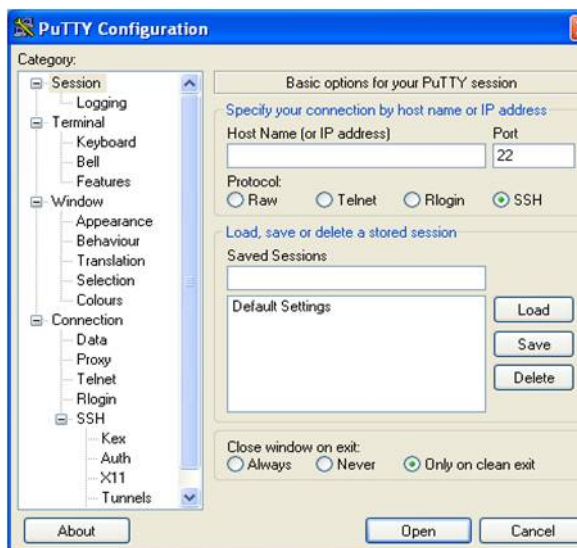 PuTTY Configuration
Category:
Session
Logging
Terminal
Keyboard
Bell
Features
Window
Appearance
Behaviour
Translation
Selection
Colours
Connection
Data
Proxy
Telnet
Rlogin
SSH
Kex
Auth
X11
Tunnels
Basic options for your PuTTY session
Specify your connection by host name or IP address
Host Name (or IP address) Port
22
Protocol:
Raw Telnet Rlogin SSH
Load, save or delete a stored session
Saved Sessions
Default Settings
Load
Save
Delete
Close window on exit:
Always Never Only on clean exit
About Open Cancel